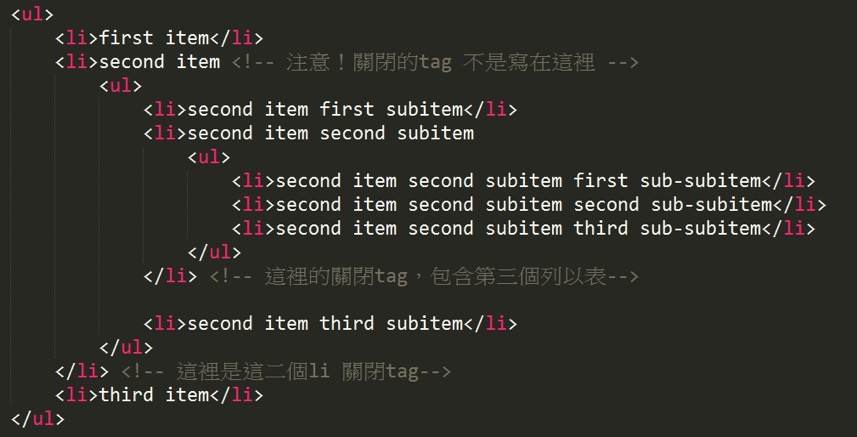 <ul>
<li>first item</li>
<li>second item <!-- 注意！關閉的tag 不是寫在這裡 -->
<ul>
<li>second item first subitem</li>
<li>second item second subitem
<ul>
<li>second item second subitem first sub-subitem</li>
<li>second item second subitem second sub-subitem</li>
<li>second item second subitem third sub-subitem</li>
</ul>
</li> <!-- 這裡的關閉tag，包含第三個列以表-->
<li>second item third subitem</li>
</ul>
</li> <!-- 這裡是這二個li 關閉tag-->
<li>third item</li>
</ul>